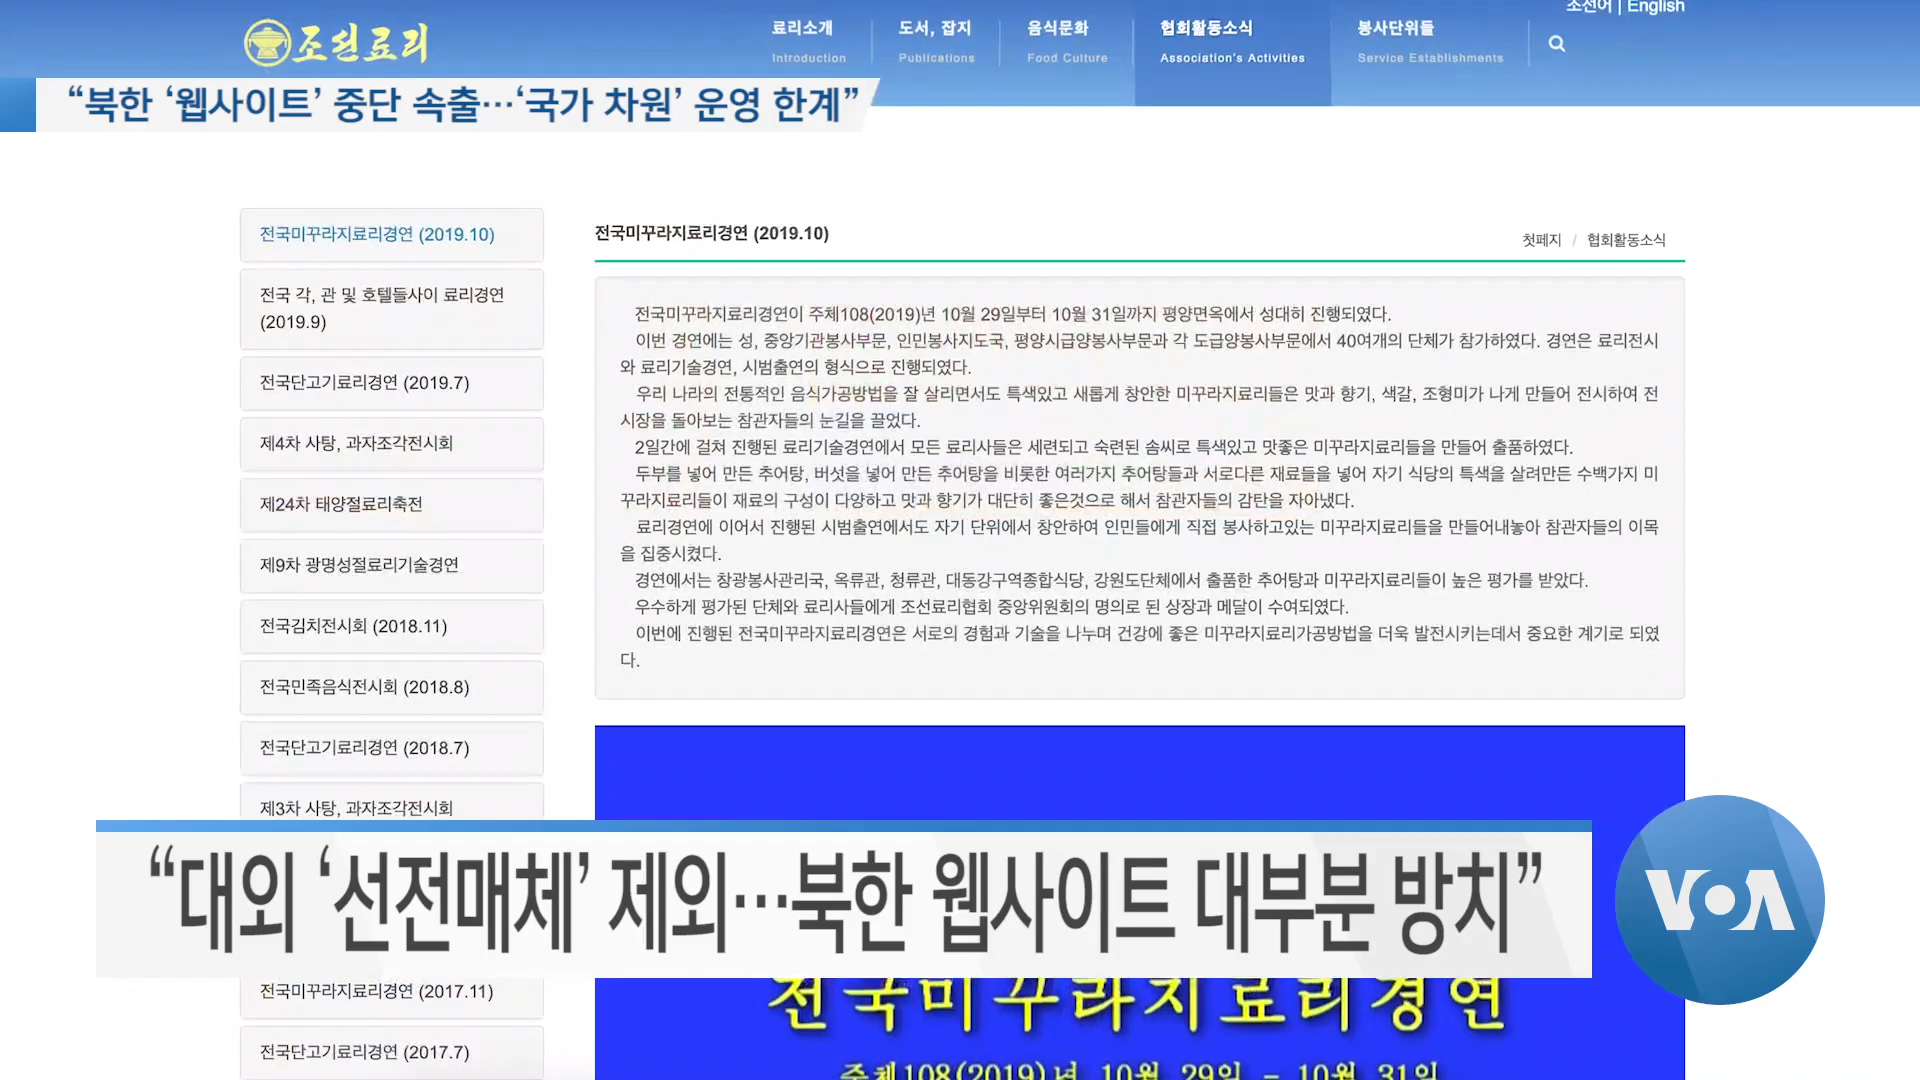 조선료리
료리소개
Introduction
도서, 잡지
Publications
음식문화
Food Culture
협회활동소식
Association's Activities
봉사단위들
Service Establishments
조선어 | English
“북한 ‘웹사이트’ 중단 속출…‘국가 차원’ 운영 한계”
전국미꾸라지료리경연 (2019.10)
전국 각, 관 및 호텔들사이 료리경연
(2019.9)
전국단고기료리경연 (2019.7)
제4차 사탕, 과자조각전시회
제24차 태양절료리축전
제9차 광명성절료리기술경연
전국김치전시회 (2018.11)
전국민족음식전시회 (2018.8)
전국단고기료리경연 (2018.7)
제3차 사탕, 과자조각전시회
전국미꾸라지료리경연 (2017.11)
전국단고기료리경연 (2017.7)
전국미꾸라지료리경연 (2019.10)
첫페지 / 협회활동소식
전국미꾸라지료리경연이 주체108(2019)년 10월 29일부터 10월 31일까지 평양면옥에서 성대히 진행되였다.
이번 경연에는 성, 중앙기관봉사부문, 인민봉사지도국, 평양시급양봉사부문과 각 도급양봉사부문에서 40여개의 단체가 참가하였다. 경연은 료리전시
와 료리기술경연, 시범출연의 형식으로 진행되였다.
우리 나라의 전통적인 음식가공방법을 잘 살리면서도 특색있고 새롭게 창안한 미꾸라지료리들은 맛과 향기, 색갈, 조형미가 나게 만들어 전시하여 전
시장을 돌아보는 참관자들의 눈길을 끌었다.
2일간에 걸쳐 진행된 료리기술경연에서 모든 료리사들은 세련되고 숙련된 솜씨로 특색있고 맛좋은 미꾸라지료리들을 만들어 출품하였다.
두부를 넣어 만든 추어탕, 버섯을 넣어 만든 추어탕을 비롯한 여러가지 추어탕들과 서로다른 재료들을 넣어 자기 식당의 특색을 살려만든 수백가지 미
꾸라지료리들이 재료의 구성이 다양하고 맛과 향기가 대단히 좋은것으로 해서 참관자들의 감탄을 자아냈다.
료리경연에 이어서 진행된 시범출연에서도 자기 단위에서 창안하여 인민들에게 직접 봉사하고있는 미꾸라지료리들을 만들어내놓아 참관자들의 이목
을 집중시켰다.
경연에서는 창광봉사관리국, 옥류관, 청류관, 대동강구역종합식당, 강원도단체에서 출품한 추어탕과 미꾸라지료리들이 높은 평가를 받았다.
우수하게 평가된 단체와 료리사들에게 조선료리협회 중앙위원회의 명의로 된 상장과 메달이 수여되였다.
이번에 진행된 전국미꾸라지료리경연은 서로의 경험과 기술을 나누며 건강에 좋은 미꾸라지료리가공방법을 더욱 발전시키는데서 중요한 계기로 되였
다.
“대외 ‘선전매체’ 제외…북한 웹사이트 대부분 방치”
VOA
전국미꾸라지료리경연
주체108(2019)년 10월 29일 – 10월 31일